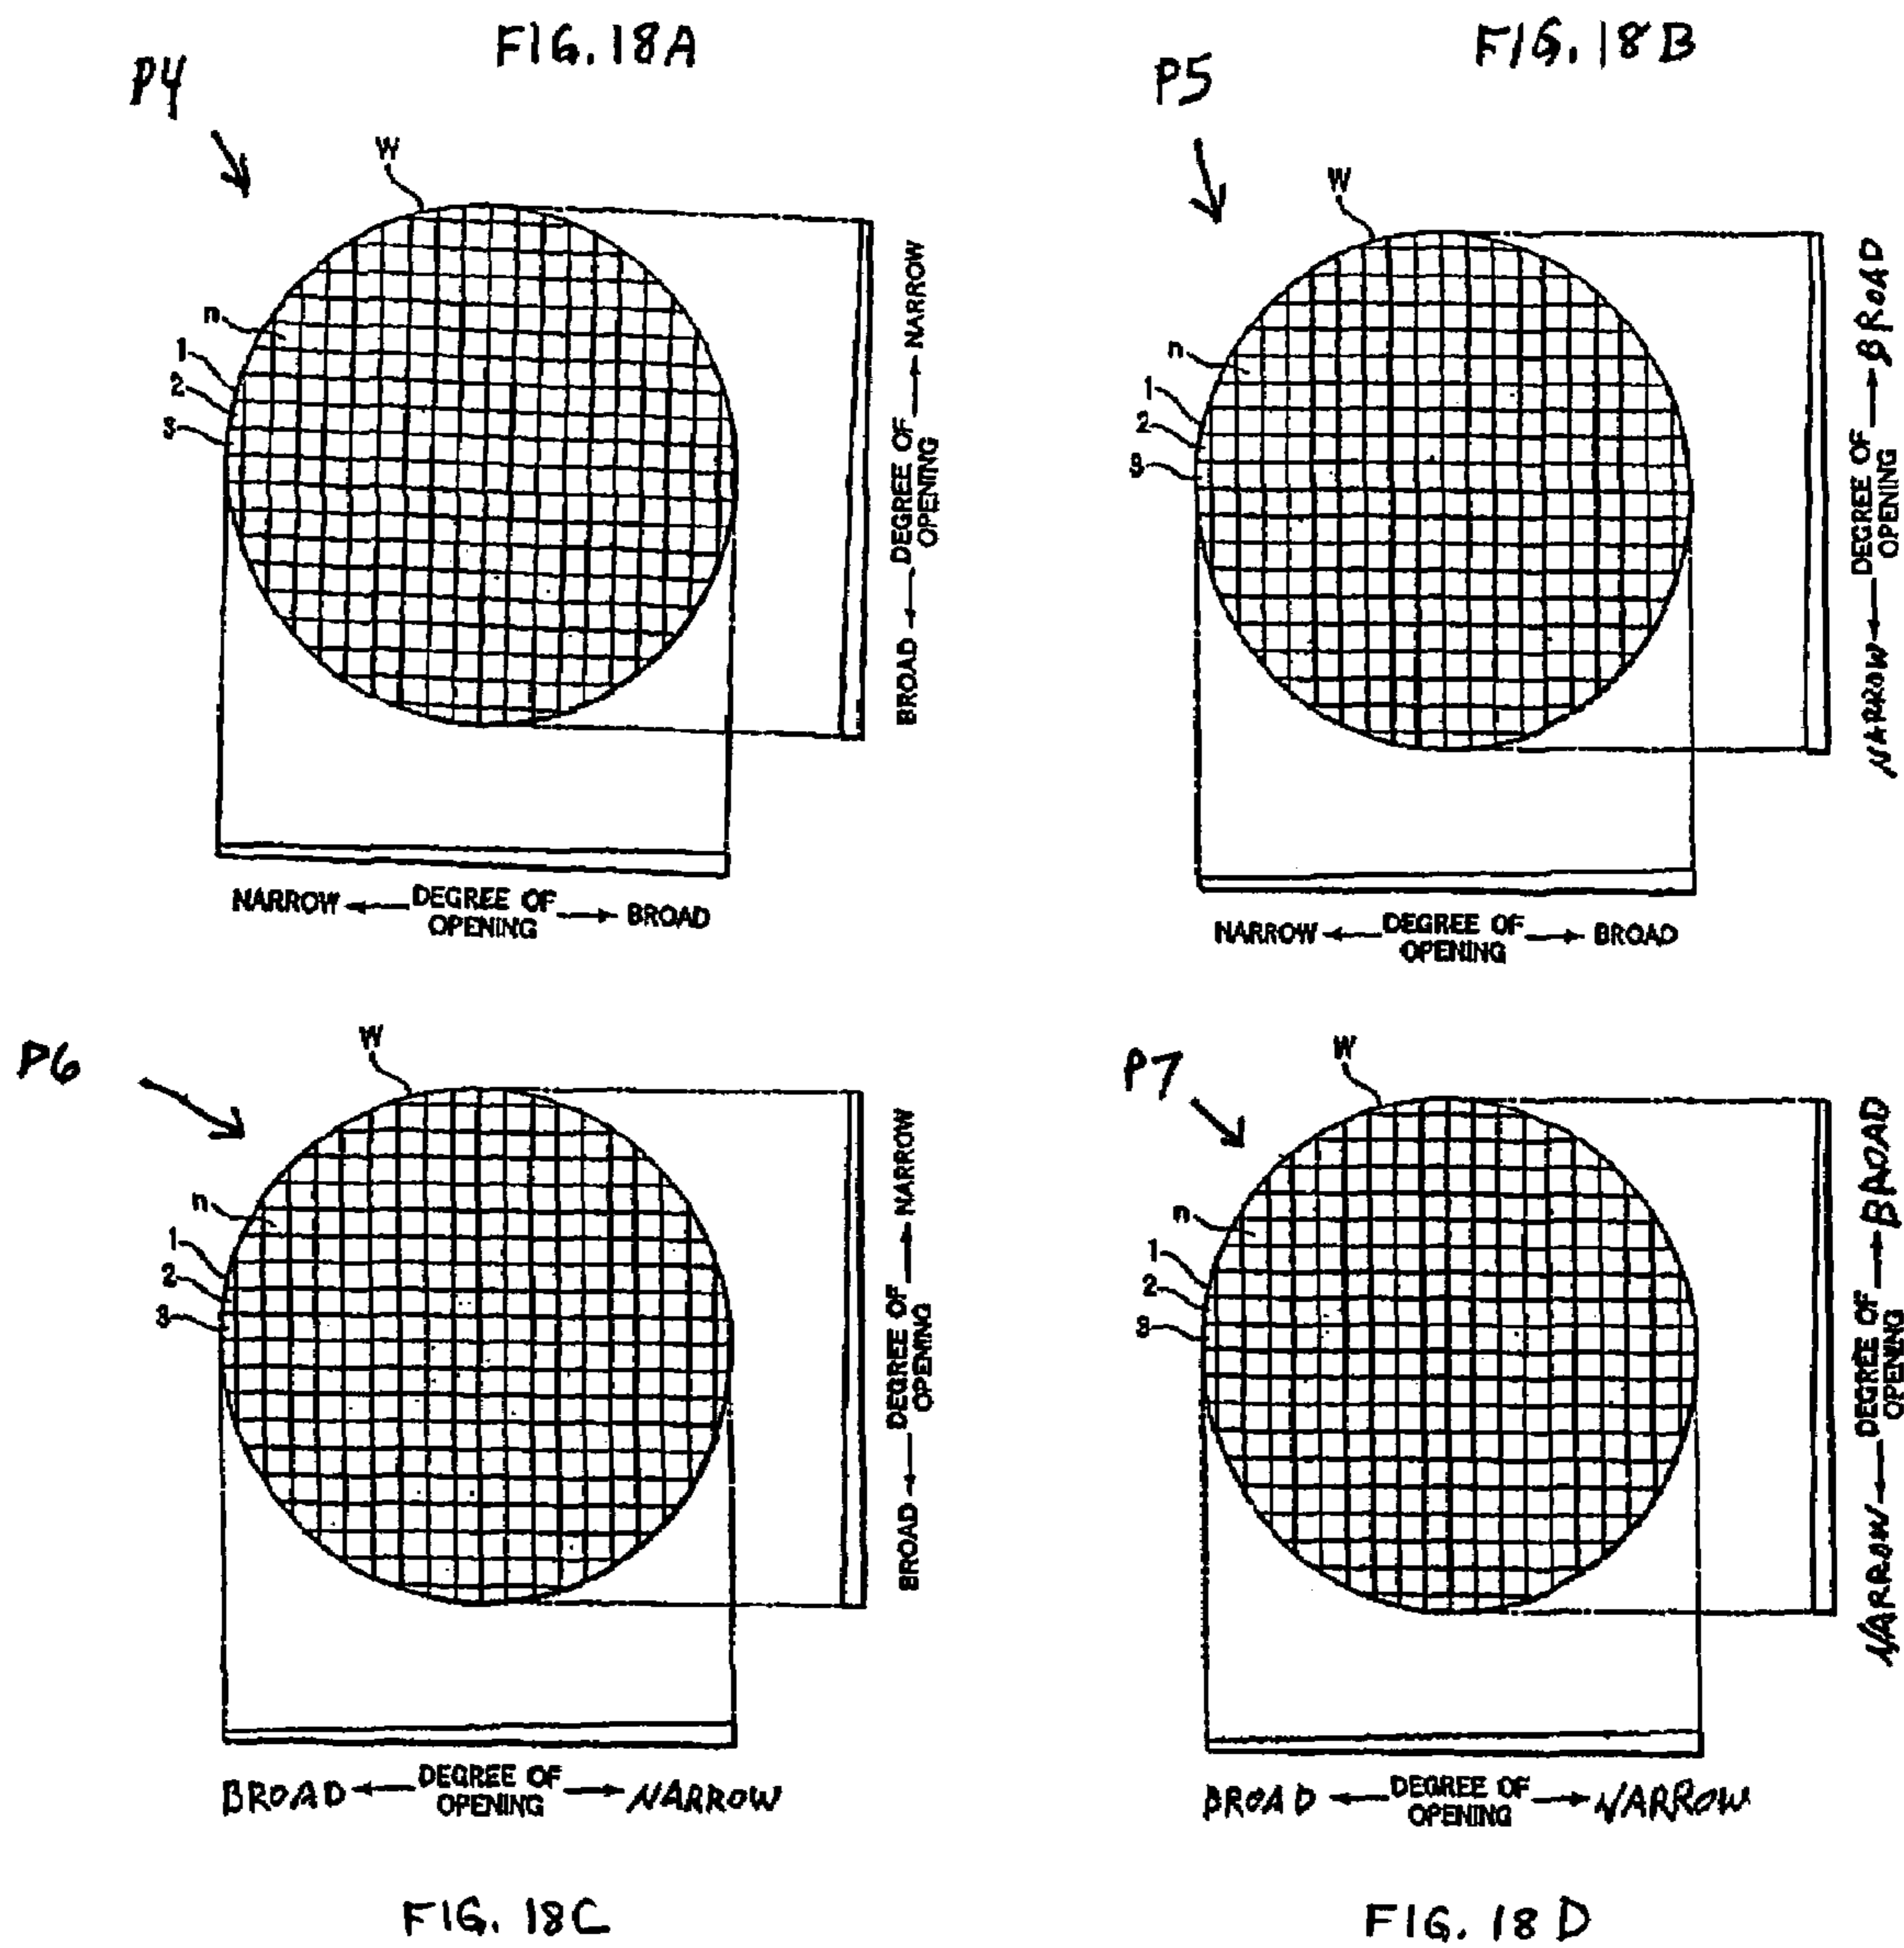 FIG. 18A
P4
W
n
1
2
3
NARROW ← DEGREE OF OPENING → BROAD
BROAD ← DEGREE OF OPENING → NARROW
FIG. 18B
P5
W
n
1
2
3
NARROW ← DEGREE OF OPENING → BROAD
NARROW ← DEGREE OF OPENING → BROAD
P6
W
n
1
2
3
BROAD ← DEGREE OF OPENING → NARROW
BROAD ← DEGREE OF OPENING → NARROW
FIG. 18C
P7
W
n
1
2
3
BROAD ← DEGREE OF OPENING → NARROW
NARROW ← DEGREE OF OPENING → BROAD
FIG. 18D